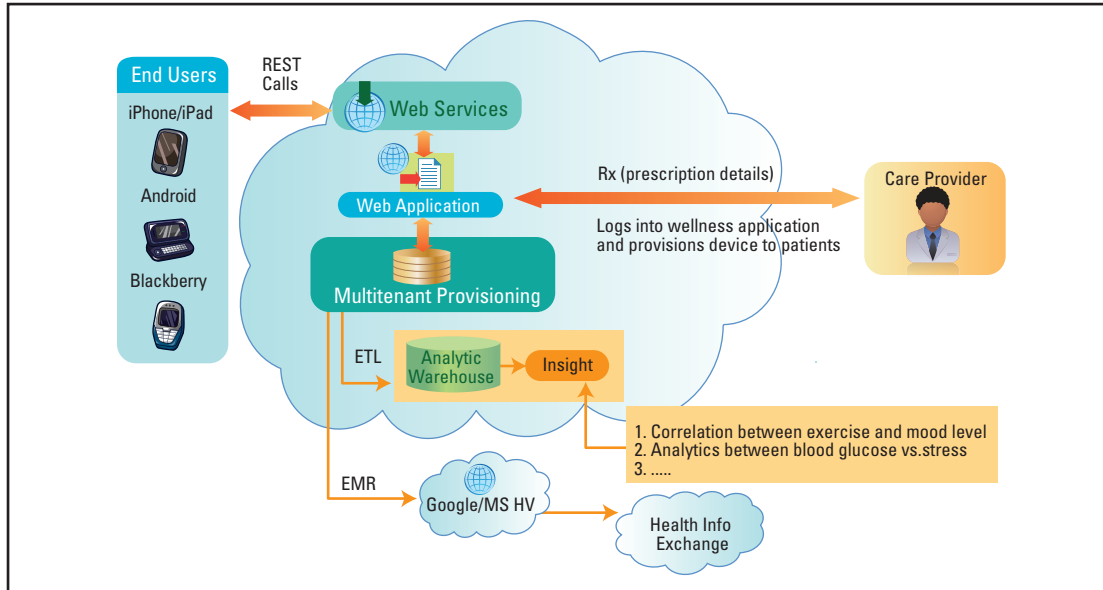 End Users
iPhone/iPad
Android
Blackberry
REST
Calls
Web Services
Web Application
Multitenant Provisioning
Rx (prescription details)
Logs into wellness application
and provisions device to patients
Care Provider
ETL
Analytic
Warehouse
Insight
1. Correlation between exercise and mood level
2. Analytics between blood glucose vs.stress
3. .....
EMR
Google/MS HV
Health Info
Exchange